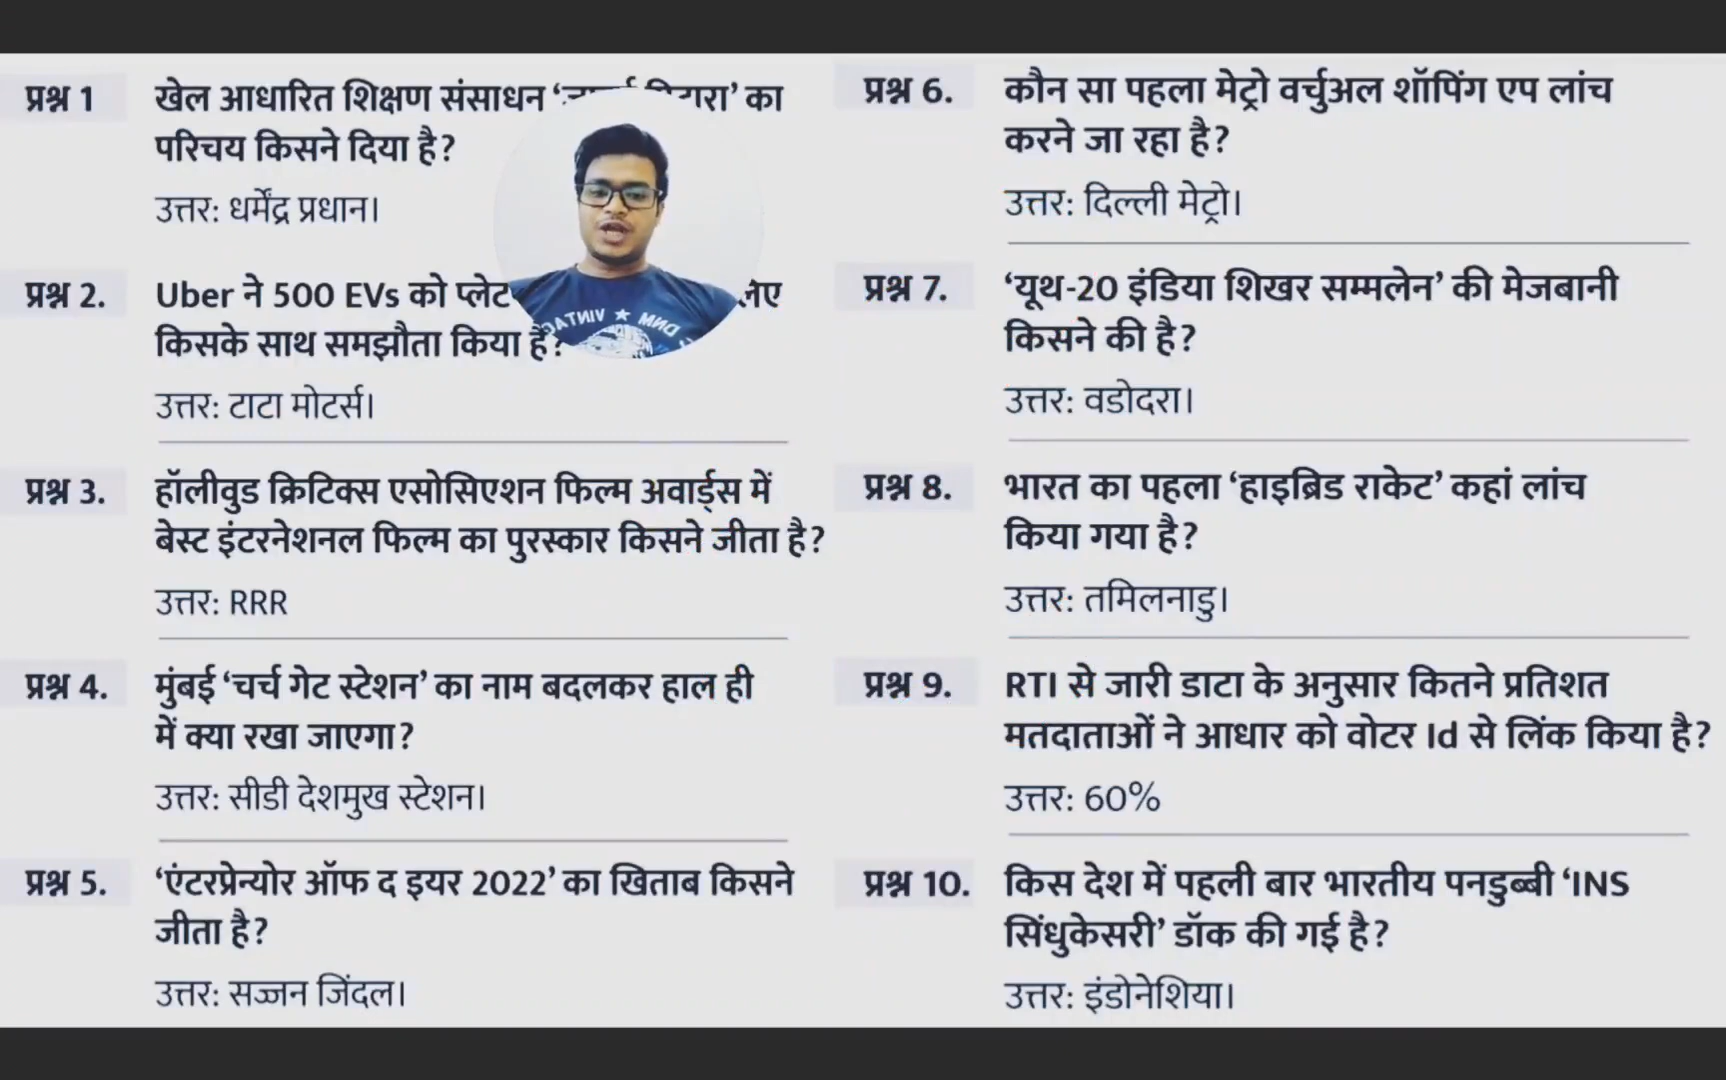 प्रश्न 1
खेल आधारित शिक्षण संसाधन ‘ का
परिचय किसने दिया है?
उत्तर: धर्मेंद्र प्रधान।
प्रश्न 2.
Uber ने 500 EVs को
किसके साथ समझौता किया है?
उत्तर: टाटा मोटर्स।
प्रश्न 3.
हॉलीवुड क्रिटिक्स एसोसिएशन फिल्म अवार्ड्स में
बेस्ट इंटरनेशनल फिल्म का पुरस्कार किसने जीता है?
उत्तर: RRR
प्रश्न 4.
मुंबई ‘चर्च गेट स्टेशन’ का नाम बदलकर हाल ही
में क्या रखा जाएगा?
उत्तर: सीडी देशमुख स्टेशन।
प्रश्न 5.
‘एंटरप्रेन्योर ऑफ द इयर 2022’ का खिताब किसने
जीता है?
उत्तर: सज्जन जिंदल।
प्रश्न 6.
कौन सा पहला मेट्रो वर्चुअल शॉपिंग एप लांच
करने जा रहा है?
उत्तर: दिल्ली मेट्रो।
प्रश्न 7.
‘यूथ-20 इंडिया शिखर सम्मलेन’ की मेजबानी
किसने की है?
उत्तर: वडोदरा।
प्रश्न 8.
भारत का पहला ‘हाइब्रिड राकेट’ कहां लांच
किया गया है?
उत्तर: तमिलनाडु।
प्रश्न 9.
RTI से जारी डाटा के अनुसार कितने प्रतिशत
मतदाताओं ने आधार को वोटर Id से लिंक किया है?
उत्तर: 60%
प्रश्न 10.
किस देश में पहली बार भारतीय पनडुब्बी ‘INS
सिंधुकेसरी’ डॉक की गई है?
उत्तर: इंडोनेशिया।